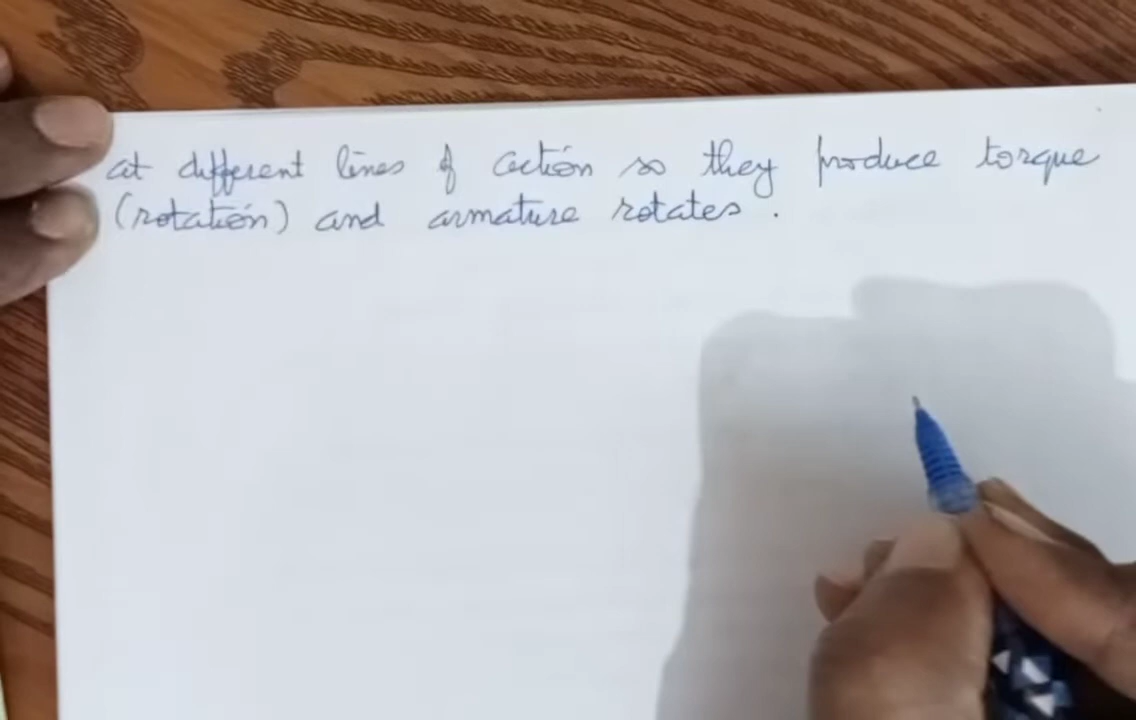 at different lines of action so they produce torque
(rotation) and armature rotates .